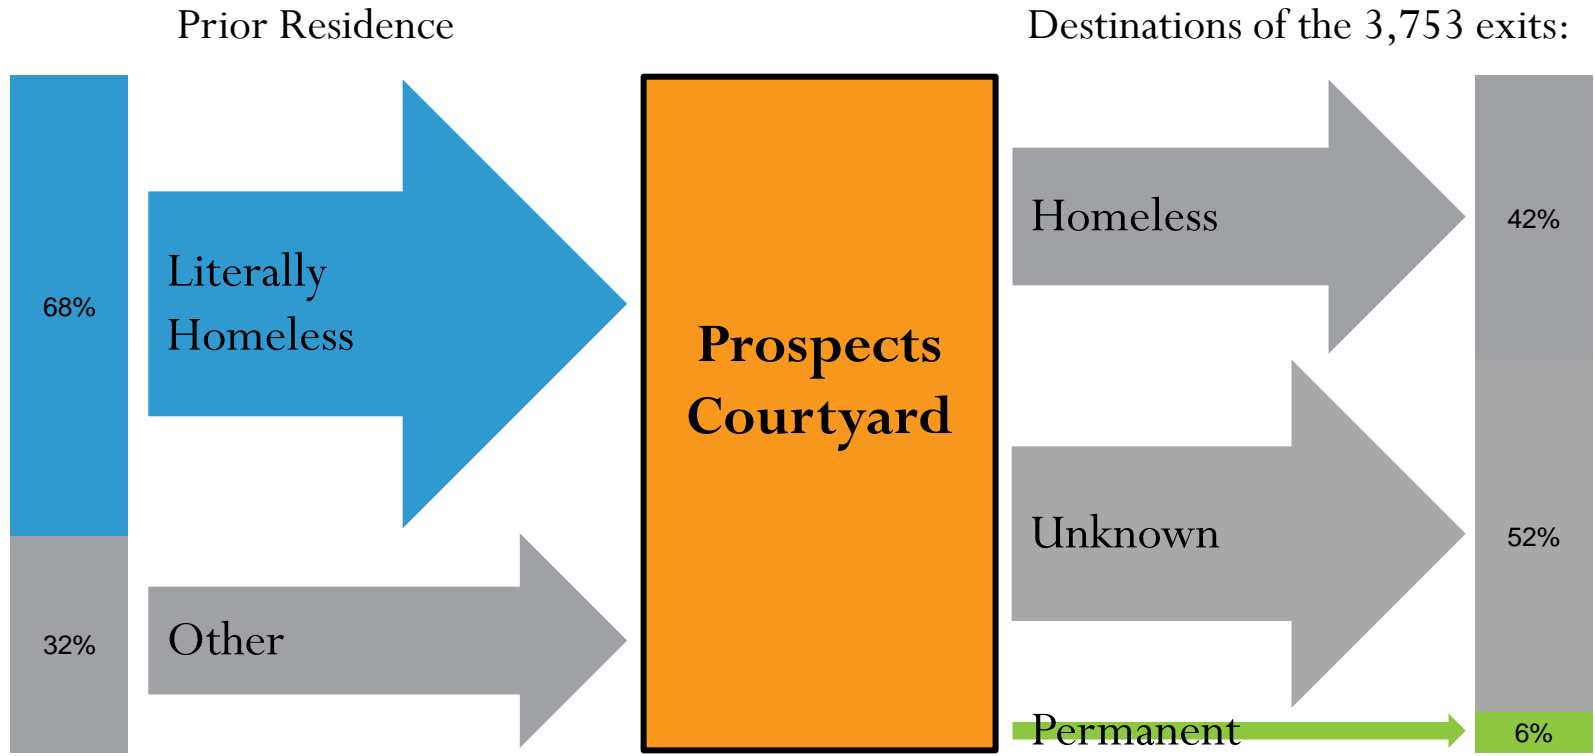 Prior Residence
Destinations of the 3,753 exits:
68%
Literally
Homeless
32%
Other
Prospects
Courtyard
Homeless
42%
Unknown
52%
Permanent
6%